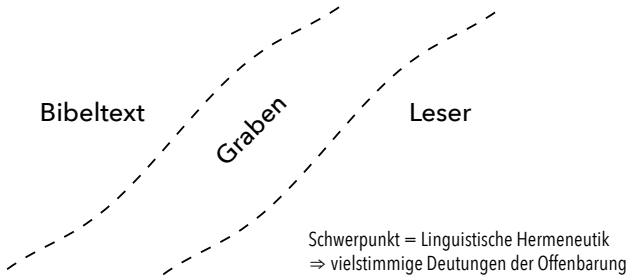 Bibeltext
Graben
Leser
Schwerpunkt = Linguistische Hermeneutik
⇒ vielstimmige Deutungen der Offenbarung